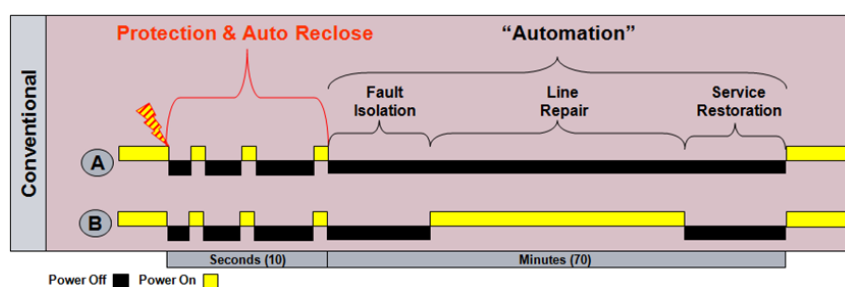 Conventional
Protection & Auto Reclose
“Automation”
Fault
Isolation
Line
Repair
Service
Restoration
A
B
Seconds (10)
Minutes (70)
Power Off
Power On